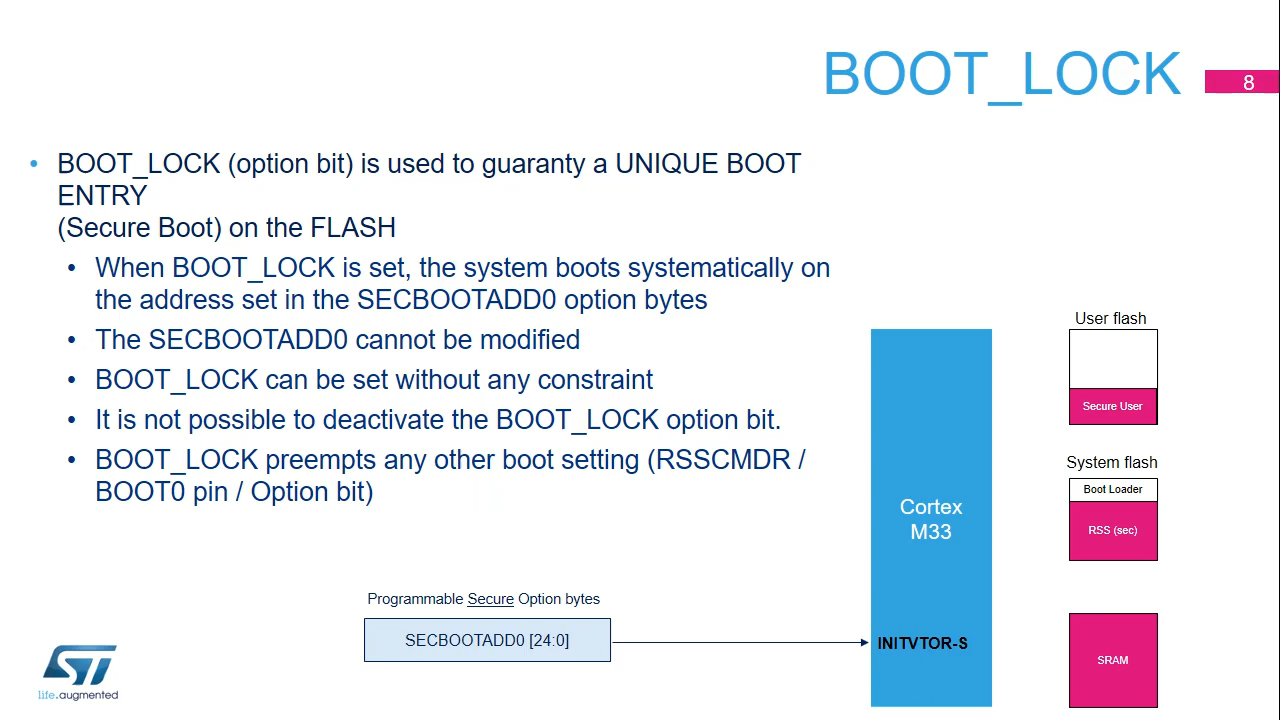 BOOT_LOCK
8
• BOOT_LOCK (option bit) is used to guaranty a UNIQUE BOOT
ENTRY
(Secure Boot) on the FLASH
• When BOOT_LOCK is set, the system boots systematically on
the address set in the SECBOOTADD0 option bytes
• The SECBOOTADD0 cannot be modified
• BOOT_LOCK can be set without any constraint
• It is not possible to deactivate the BOOT_LOCK option bit.
• BOOT_LOCK preempts any other boot setting (RSSCMDR /
BOOT0 pin / Option bit)
Programmable Secure Option bytes
SECBOOTADD0 [24:0]
Cortex
M33
INITVTOR-S
User flash
Secure User
System flash
Boot Loader
RSS (sec)
SRAM
ST
life.augmented